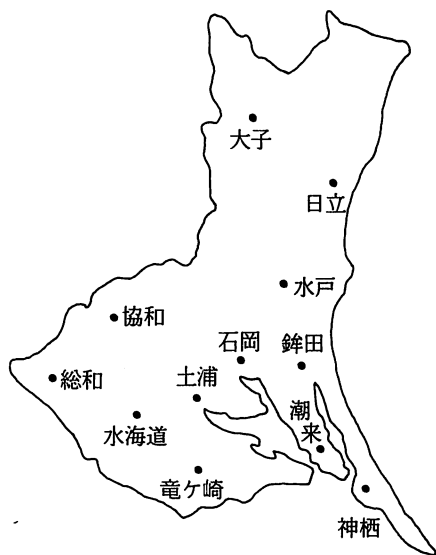 大子
日立
水戸
協和
石岡
鉾田
総和
土浦
潮来
水海道
竜ケ崎
神栖